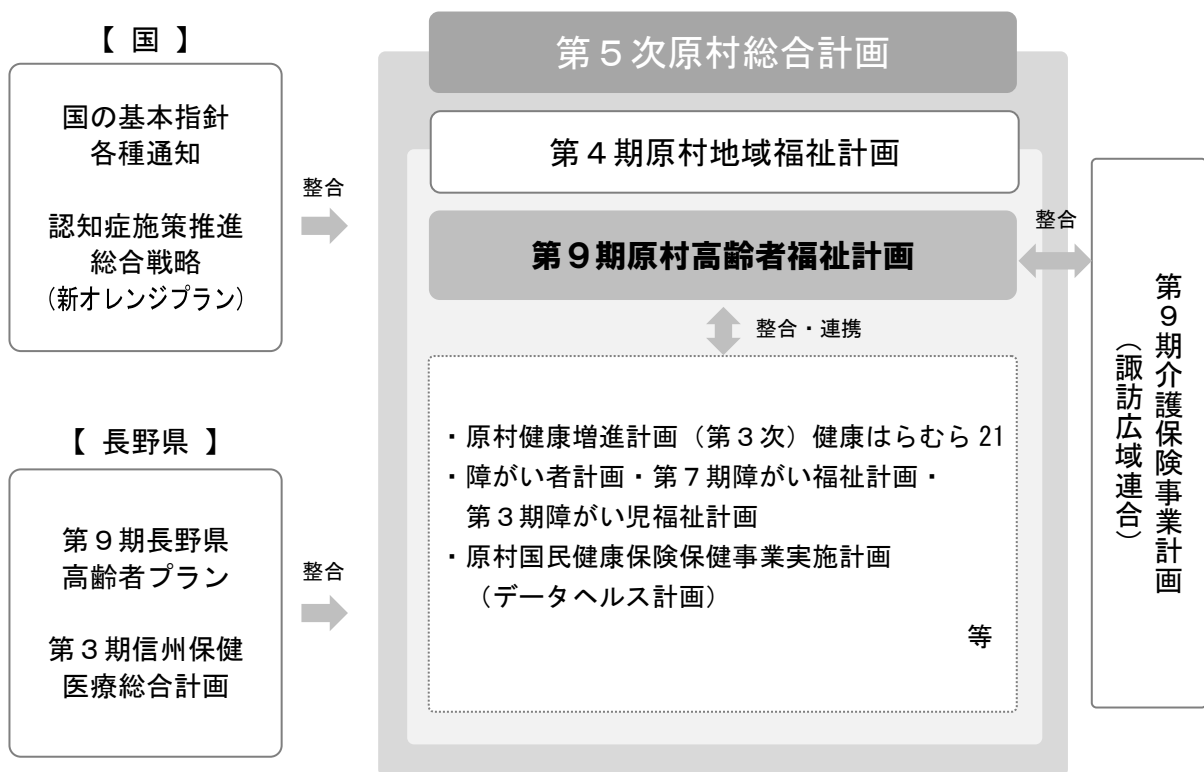 【 国 】
国の基本指針
各種通知
認知症施策推進
総合戦略
（新オレンジプラン）
整合
【 長野県 】
第９期長野県
高齢者プラン
第３期信州保健
医療総合計画
整合
第５次原村総合計画
第４期原村地域福祉計画
第９期原村高齢者福祉計画
整合・連携
・原村健康増進計画（第３次）健康はらむら 21
・障がい者計画・第７期障がい福祉計画・
第３期障がい児福祉計画
・原村国民健康保険保健事業実施計画
（データヘルス計画）
等
整合
第９期介護保険事業計画
（諏訪広域連合）